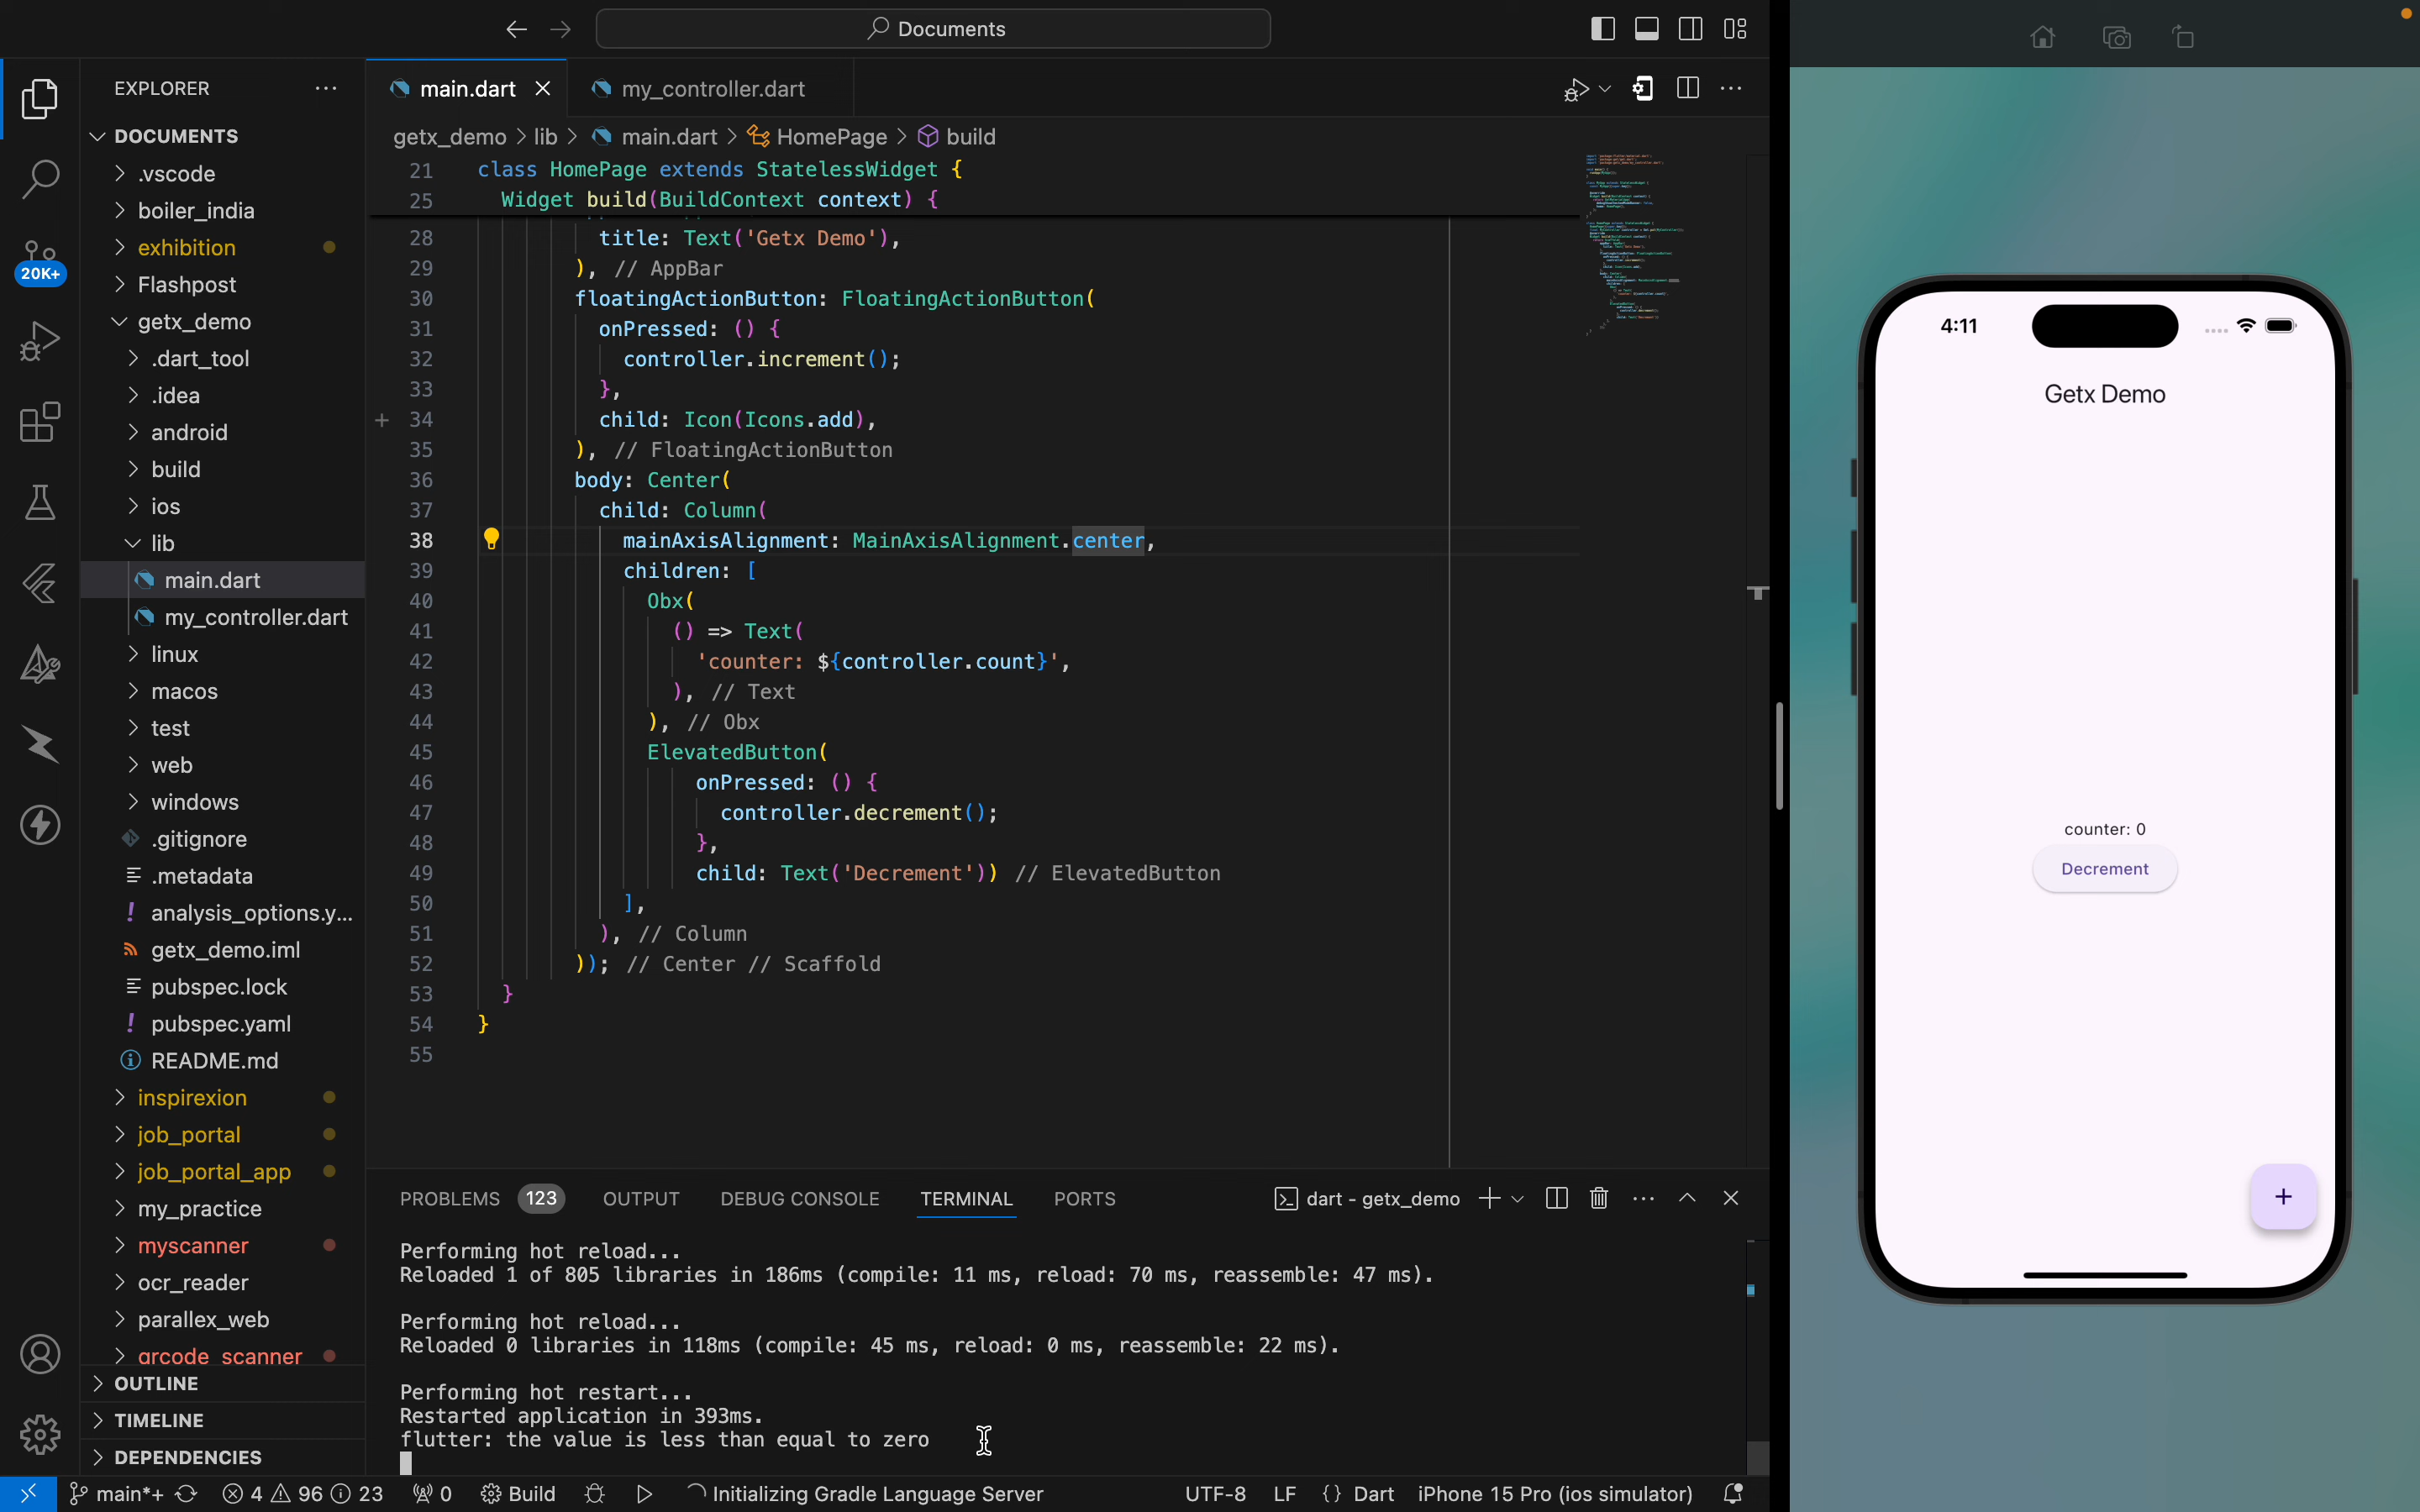 Documents
EXPLORER
DOCUMENTS
.vscode
boiler_india
exhibition
Flashpost
getx_demo
.dart_tool
.idea
android
build
ios
lib
main.dart
my_controller.dart
linux
macos
test
web
windows
.gitignore
.metadata
analysis_options.y...
getx_demo.iml
pubspec.lock
pubspec.yaml
README.md
inspirexion
job_portal
job_portal_app
my_practice
myscanner
ocr_reader
parallex_web
qrcode_scanner
OUTLINE
TIMELINE
DEPENDENCIES
20K+
main.dart
my_controller.dart
getx_demo > lib > main.dart > HomePage > build
21 class HomePage extends StatelessWidget {
25 Widget build(BuildContext context) {
28 title: Text('Getx Demo'),
29 ), // AppBar
30 floatingActionButton: FloatingActionButton(
31 onPressed: () {
32 controller.increment();
33 },
34 child: Icon(Icons.add),
35 ), // FloatingActionButton
36 body: Center(
37 child: Column(
38 mainAxisAlignment: MainAxisAlignment.center,
39 children: [
40 Obx(
41 () => Text(
42 'counter: ${controller.count}',
43 ), // Text
44 ), // Obx
45 ElevatedButton(
46 onPressed: () {
47 controller.decrement();
48 },
49 child: Text('Decrement')) // ElevatedButton
50 ],
51 ), // Column
52 )); // Center // Scaffold
53 }
54 }
55
PROBLEMS 123 OUTPUT DEBUG CONSOLE TERMINAL PORTS
dart - getx_demo
Performing hot reload...
Reloaded 1 of 805 libraries in 186ms (compile: 11 ms, reload: 70 ms, reassemble: 47 ms).
Performing hot reload...
Reloaded 0 libraries in 118ms (compile: 45 ms, reload: 0 ms, reassemble: 22 ms).
Performing hot restart...
Restarted application in 393ms.
flutter: the value is less than equal to zero
main*+ 4 96 23 0 Build Initializing Gradle Language Server UTF-8 LF {} Dart iPhone 15 Pro (ios simulator)
4:11
Getx Demo
counter: 0
Decrement
+